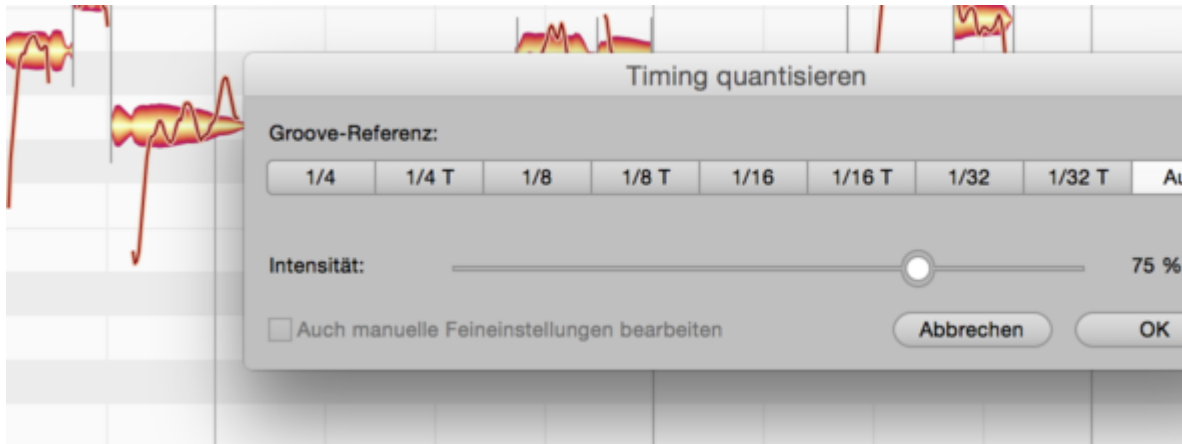 Timing quantisieren
Groove-Referenz:
1/4 1/4 T 1/8 1/8 T 1/16 1/16 T 1/32 1/32 T
Intensität: 75 %
Auch manuelle Feineinstellungen bearbeiten Abbrechen OK